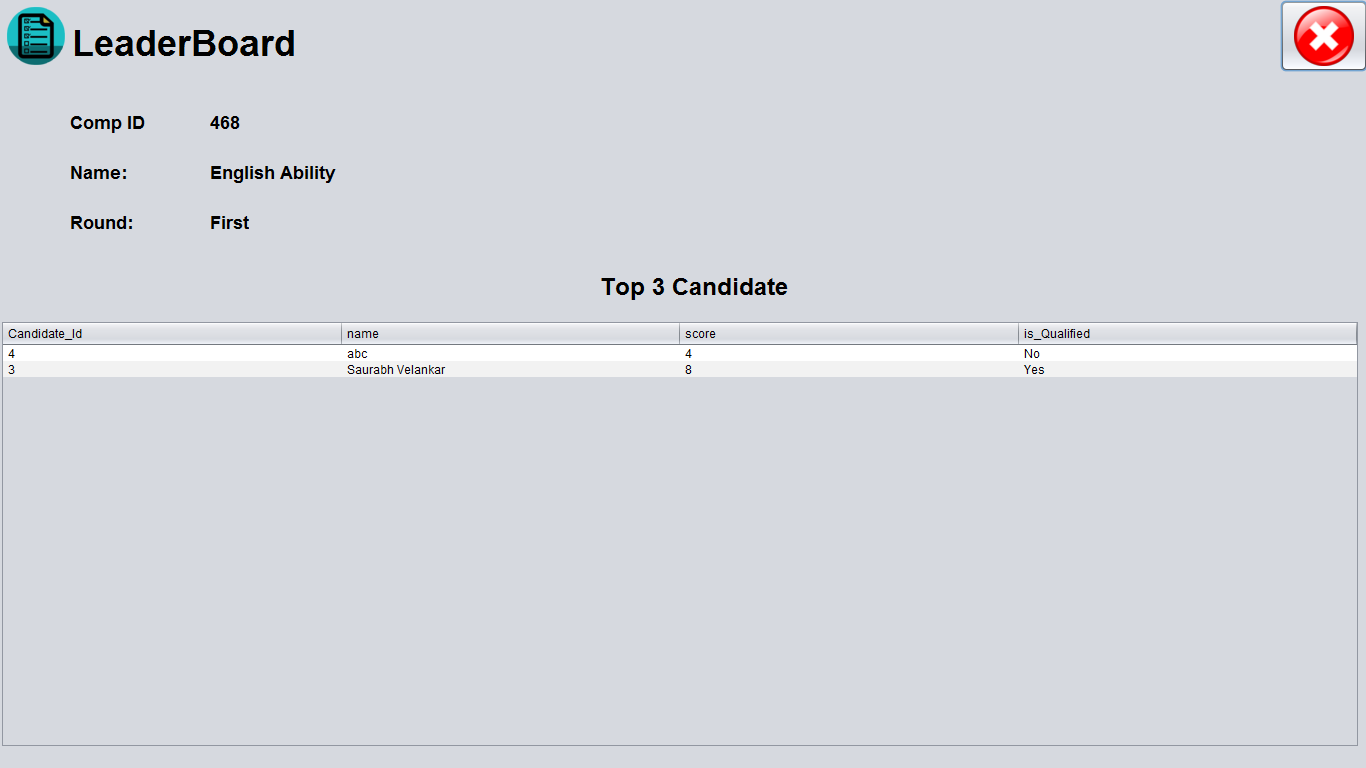 LeaderBoard
Comp ID 468
Name: English Ability
Round: First
Top 3 Candidate
Candidate_Id name score is_Qualified
4 abc 4 No
3 Saurabh Velankar 8 Yes